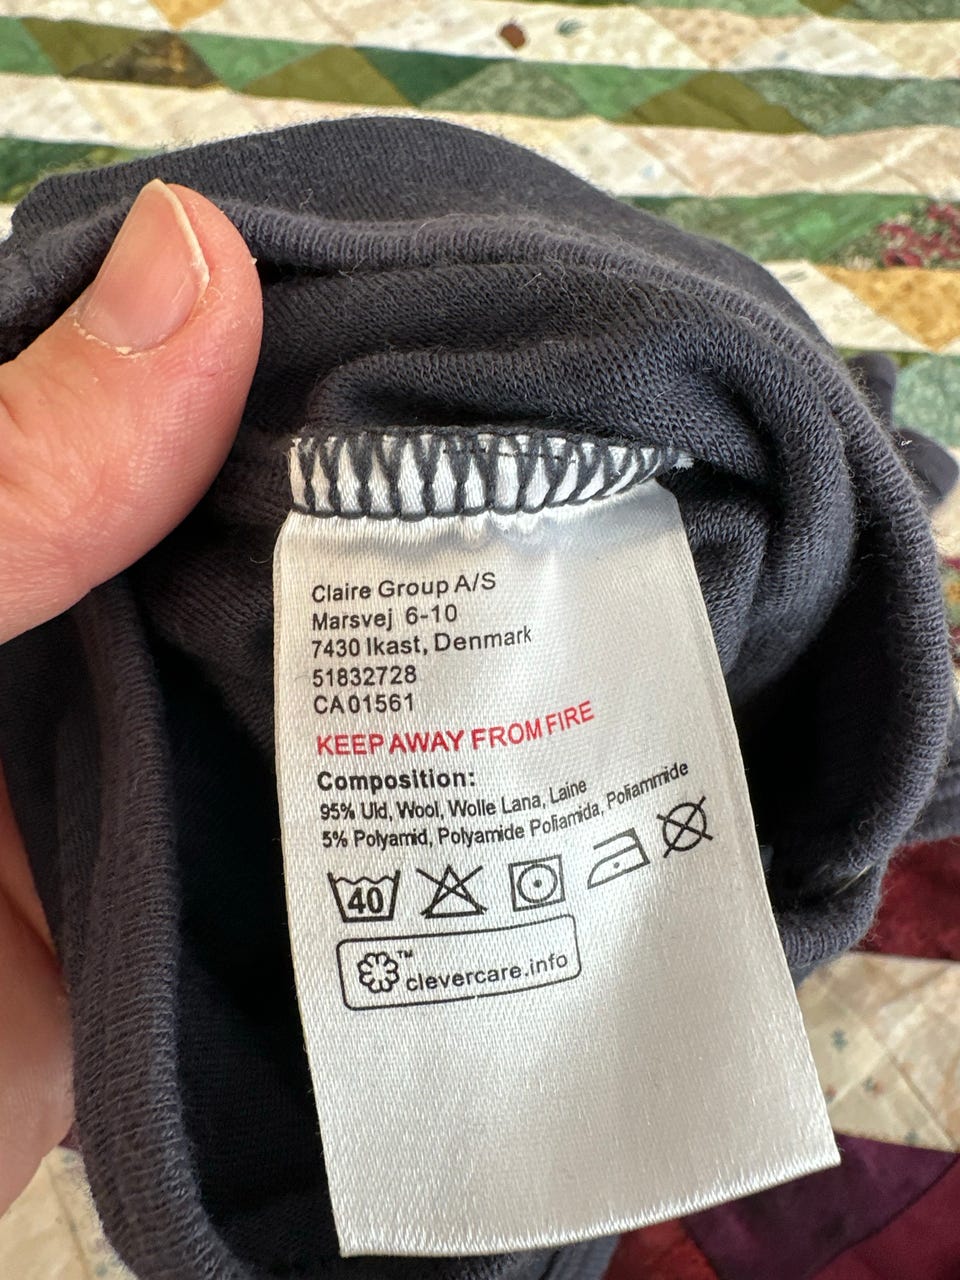 Claire Group A/S
Marsvej 6-10
7430 Ikast, Denmark
51832728
CA01561
KEEP AWAY FROM FIRE
Composition:
95% Uld, Wool, Wolle Lana, Laine
5% Polyamid, Polyamide Poliamida, Poliammide
40
™ clevercare.info